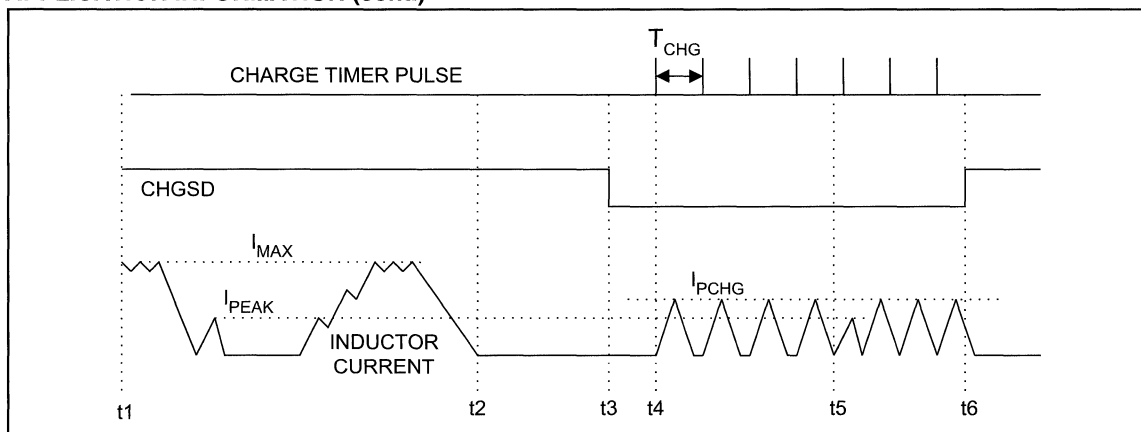 T_CHG
CHARGE TIMER PULSE
CHGSD
I_MAX
I_PEAK
I_PCHG
INDUCTOR
CURRENT
t1 t2 t3 t4 t5 t6